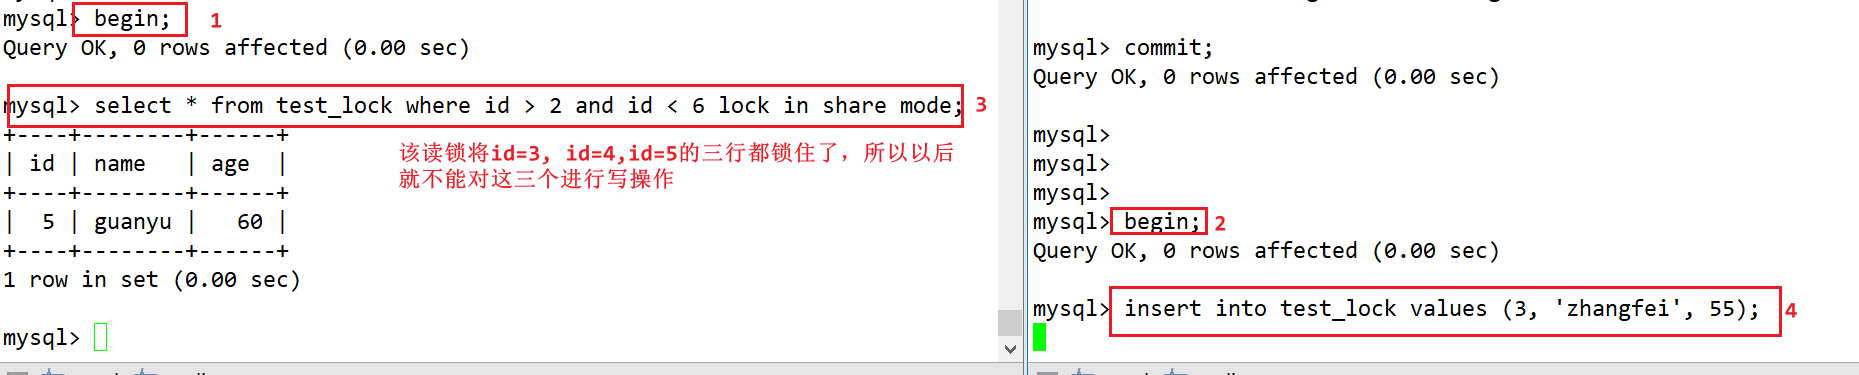 mysql> begin; 1
Query OK, 0 rows affected (0.00 sec)
mysql> select * from test_lock where id > 2 and id < 6 lock in share mode; 3
+----+--------+------+
| id | name   | age  |
+----+--------+------+
|  5 | guanyu |   60 |
+----+--------+------+
1 row in set (0.00 sec)
mysql>
该读锁将id=3, id=4,id=5的三行都锁住了，所以以后
就不能对这三个进行写操作
mysql> commit;
Query OK, 0 rows affected (0.00 sec)
mysql>
mysql>
mysql>
mysql> begin; 2
Query OK, 0 rows affected (0.00 sec)
mysql> insert into test_lock values (3, 'zhangfei', 55); 4